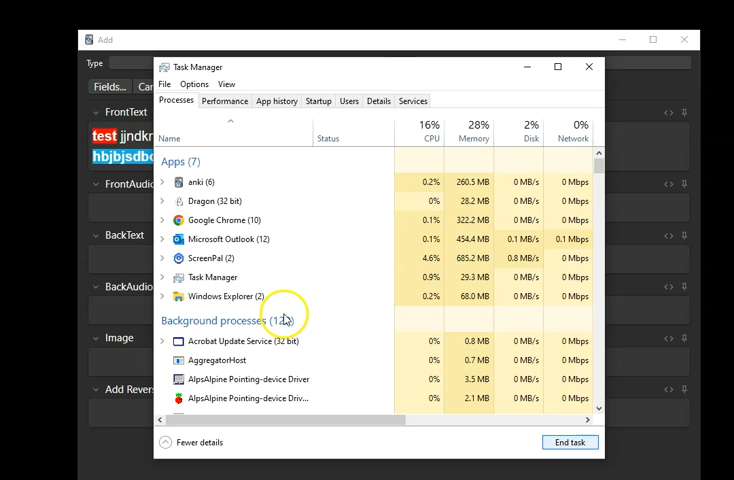 Add
Type
Fields...
FrontText
test jjndkr
hbjbjsdbc
FrontAudio
BackText
BackAudio
Image
Add Revers
Task Manager
File Options View
Processes Performance App history Startup Users Details Services
16% 28% 2% 0%
Name Status CPU Memory Disk Network
Apps (7)
anki (6) 0.2% 260.5 MB 0 MB/s 0 Mbps
Dragon (32 bit) 0% 28.2 MB 0 MB/s 0 Mbps
Google Chrome (10) 0.1% 322.2 MB 0 MB/s 0 Mbps
Microsoft Outlook (12) 0.1% 454.4 MB 0.1 MB/s 0.1 Mbps
ScreenPal (2) 4.6% 685.2 MB 0.8 MB/s 0 Mbps
Task Manager 0.9% 29.3 MB 0 MB/s 0 Mbps
Windows Explorer (2) 0.2% 68.0 MB 0 MB/s 0 Mbps
Background processes
Acrobat Update Service (32 bit) 0% 0.8 MB 0 MB/s 0 Mbps
AggregatorHost 0% 0.7 MB 0 MB/s 0 Mbps
AlpsAlpine Pointing-device Driver 0% 3.5 MB 0 MB/s 0 Mbps
AlpsAlpine Pointing-device Driv... 0% 2.1 MB 0 MB/s 0 Mbps
Fewer details
End task